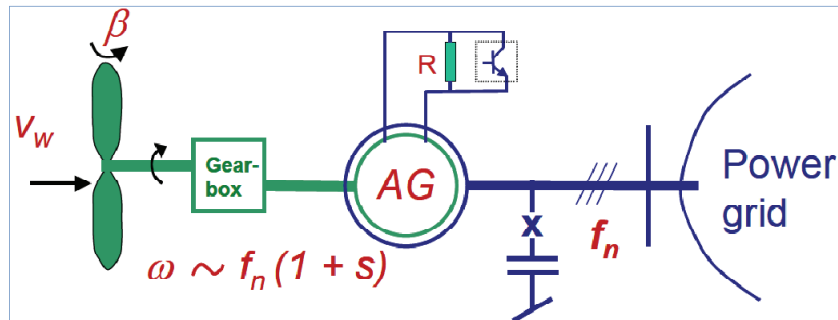 β
R
v_w
Gear-
box
AG
Power
grid
x
f_n
ω ~ f_n (1 + s)